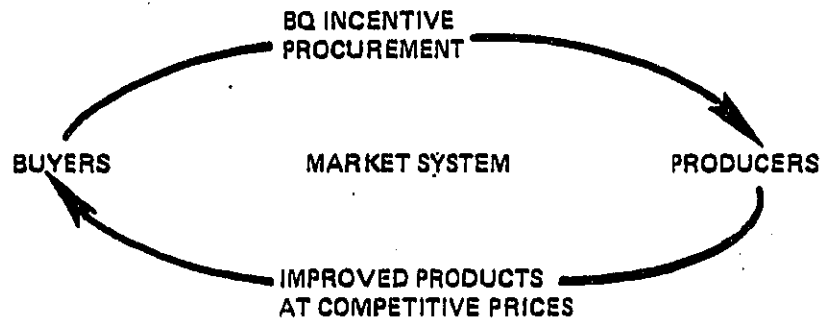 BQ INCENTIVE
PROCUREMENT
BUYERS MARKET SYSTEM PRODUCERS
IMPROVED PRODUCTS
AT COMPETITIVE PRICES